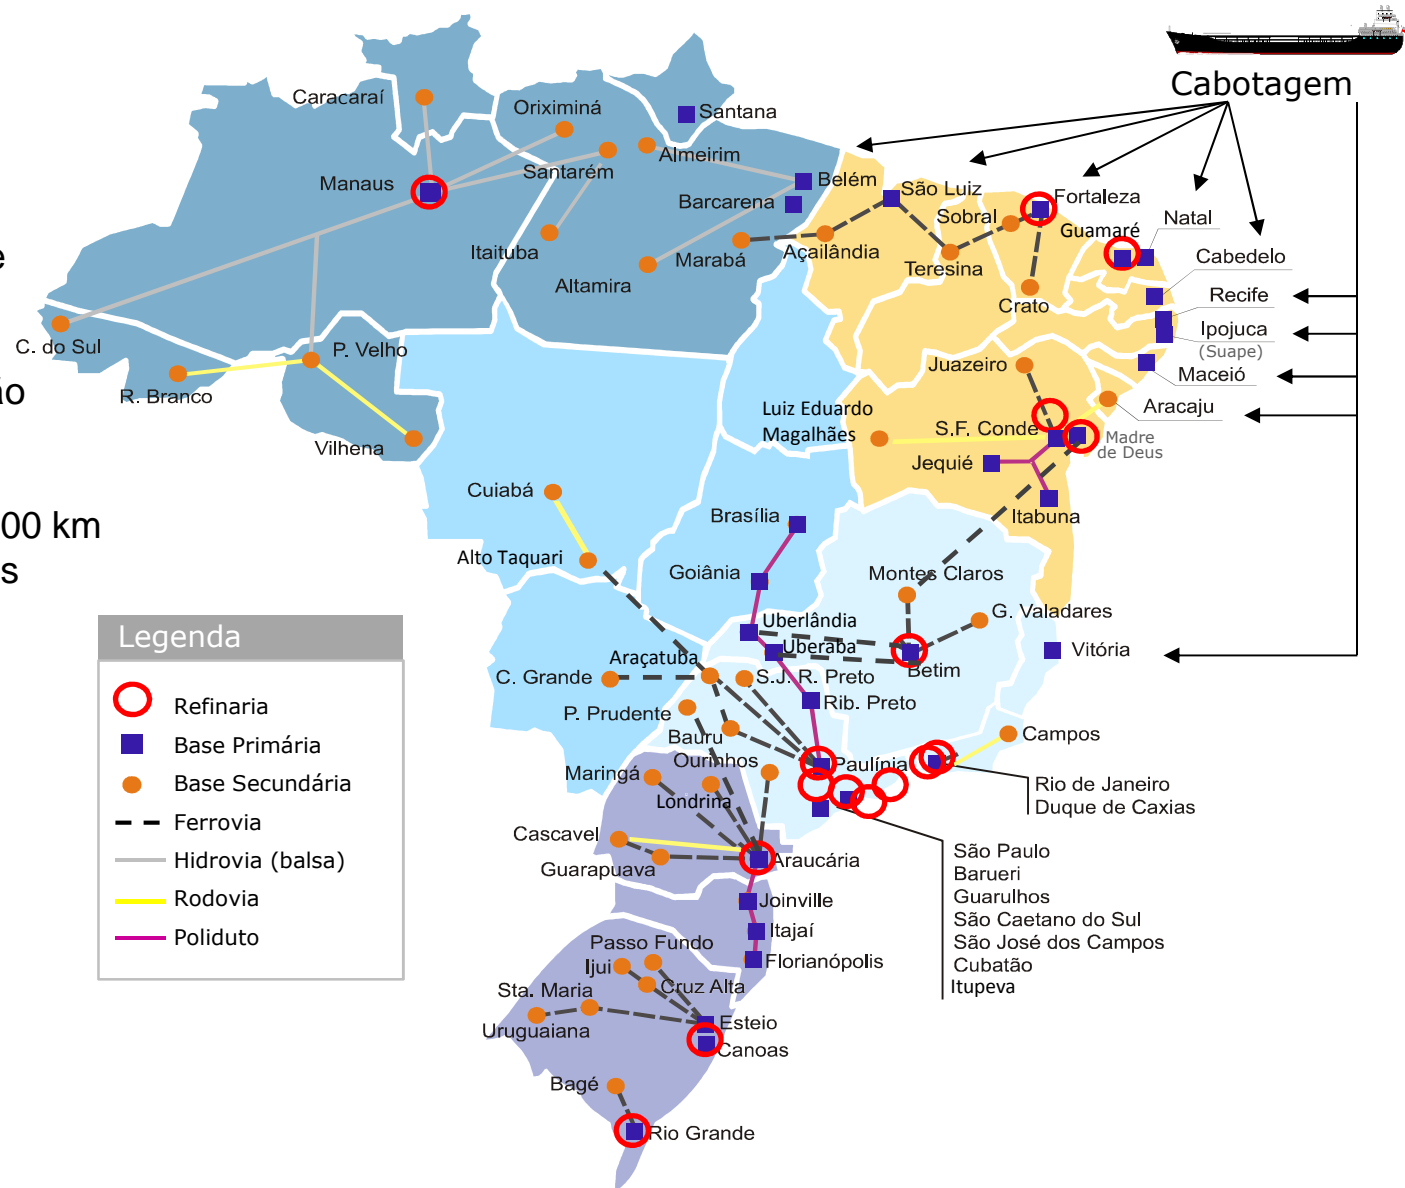 Cabotagem
Caracaraí
Oriximiná
Santana
Almeirim
Santarém
Manaus
Belém
Barcarena
São Luiz
Fortaleza
Sobral
Guamaré
Natal
Itaituba
Altamira
Marabá
Açailândia
Teresina
Crato
Cabedelo
Recife
Ipojuca
(Suape)
Maceió
Aracaju
e
C. do Sul
P. Velho
R. Branco
ão
Vilhena
Juazeiro
Luiz Eduardo
Magalhães
S.F. Conde
Madre
de Deus
Jequié
Itabuna
Cuiabá
Brasília
00 km
s
Alto Taquari
Goiânia
Montes Claros
G. Valadares
Uberlândia
Uberaba
Betim
Vitória
Araçatuba
C. Grande
S.J. R. Preto
Rib. Preto
P. Prudente
Bauru
Ourinhos
Paulínia
Campos
Maringá
Londrina
Rio de Janeiro
Duque de Caxias
Cascavel
Guarapuava
Araucária
São Paulo
Barueri
Guarulhos
São Caetano do Sul
São José dos Campos
Cubatão
Itupeva
Joinville
Itajaí
Florianópolis
Passo Fundo
Ijui
Cruz Alta
Sta. Maria
Uruguaiana
Esteio
Canoas
Bagé
Rio Grande
Legenda
Refinaria
Base Primária
Base Secundária
Ferrovia
Hidrovia (balsa)
Rodovia
Poliduto